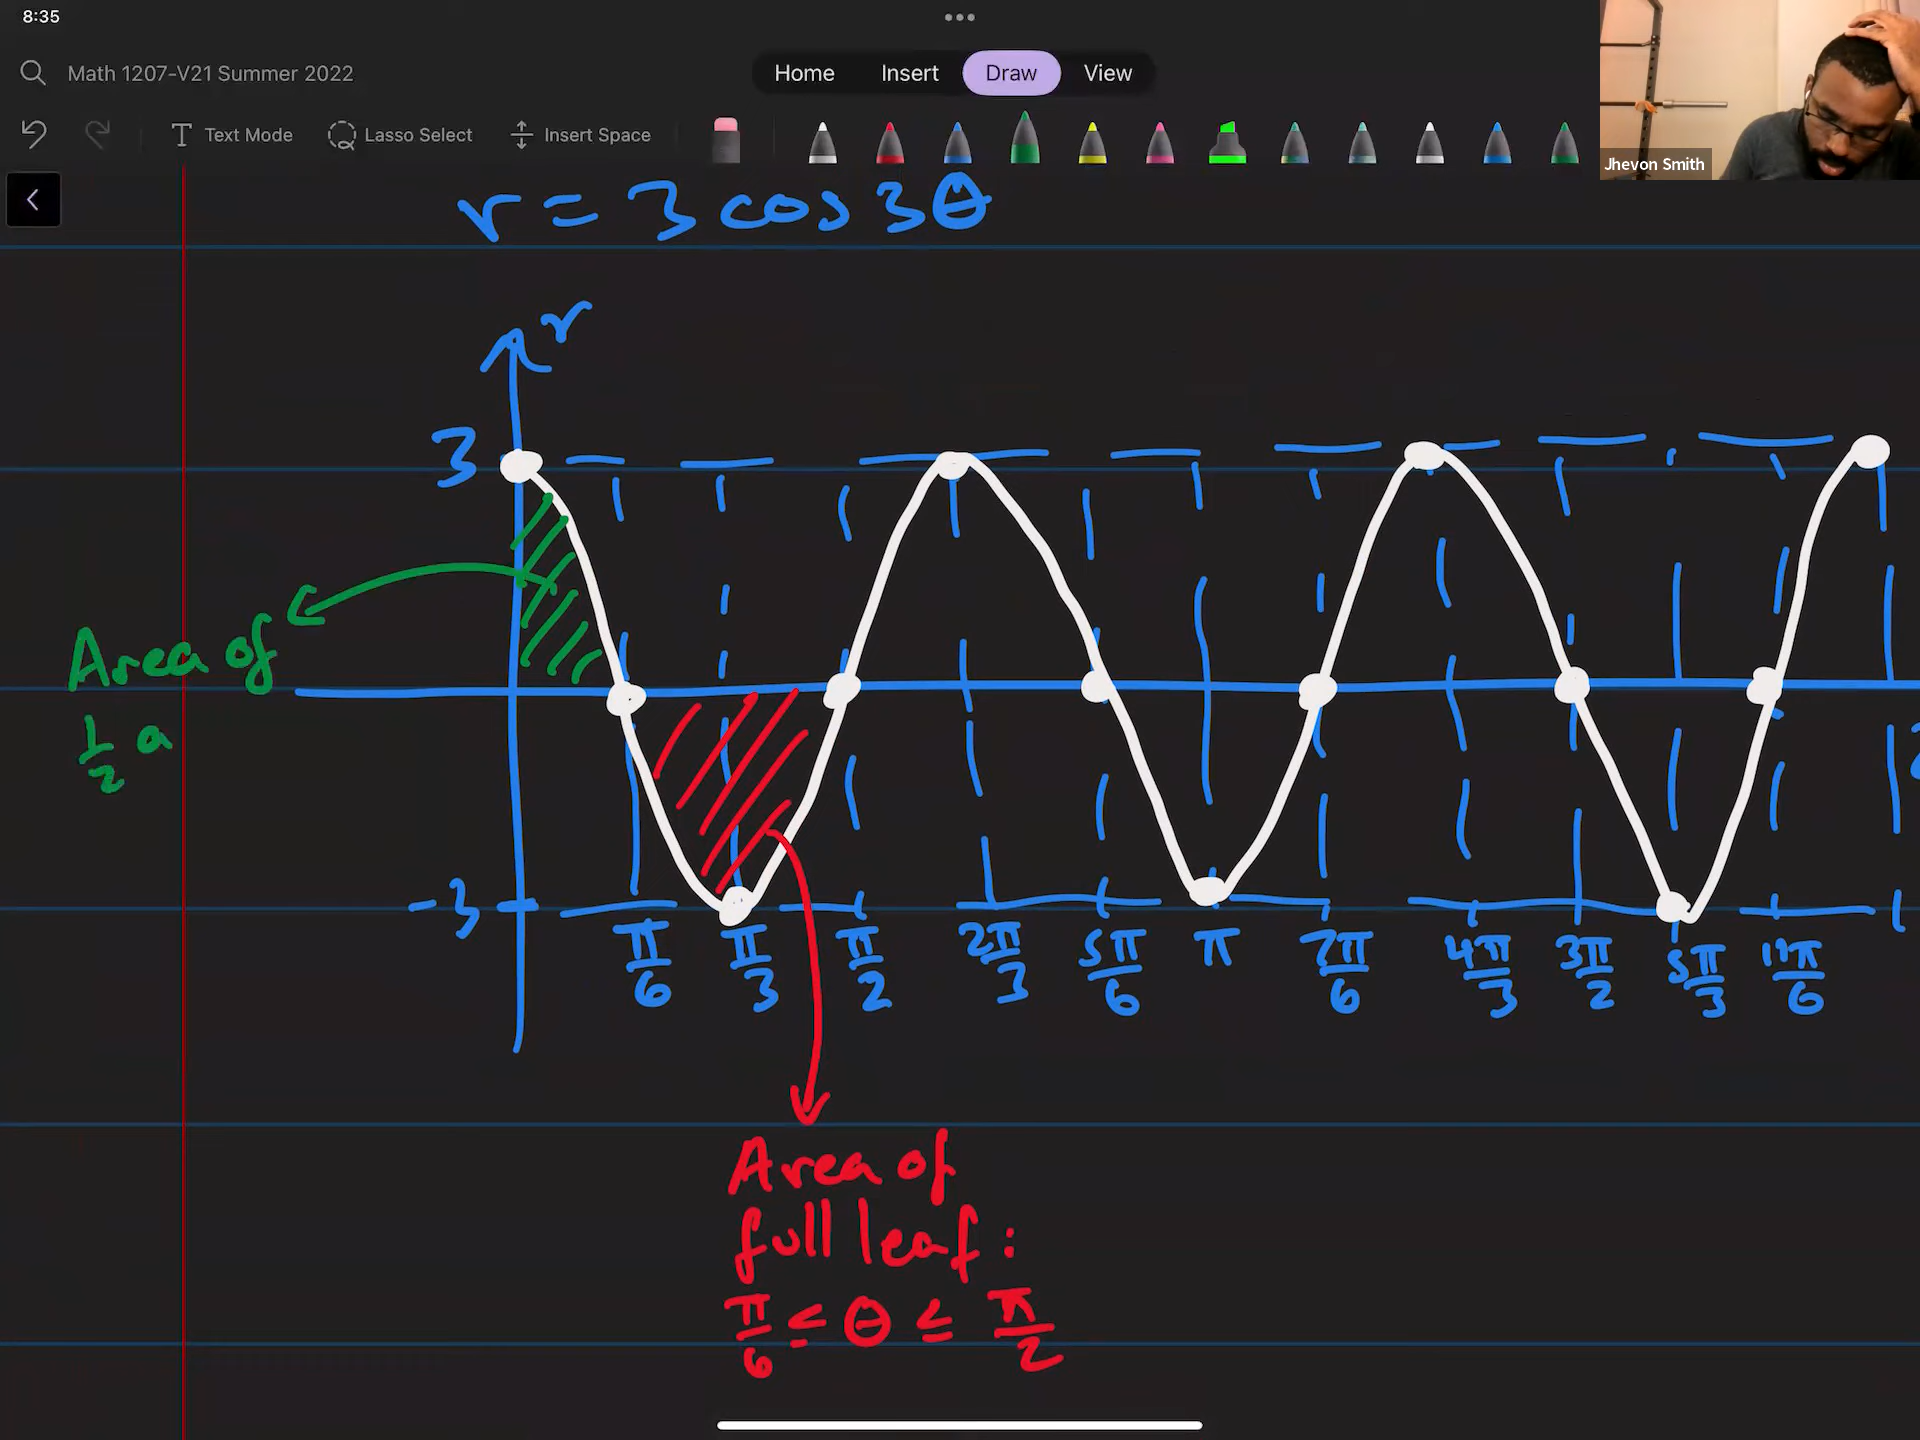 8:35
Math 1207-V21 Summer 2022
Home Insert Draw View
Text Mode Lasso Select Insert Space
Jhevon Smith
r = 3 cos 3θ
r
3
Area of
1/2 a
-3
π/6 π/3 π/2 2π/3 5π/6 π 7π/6 4π/3 3π/2 5π/3 11π/6
Area of
full leaf:
π/6 ≤ θ ≤ π/2